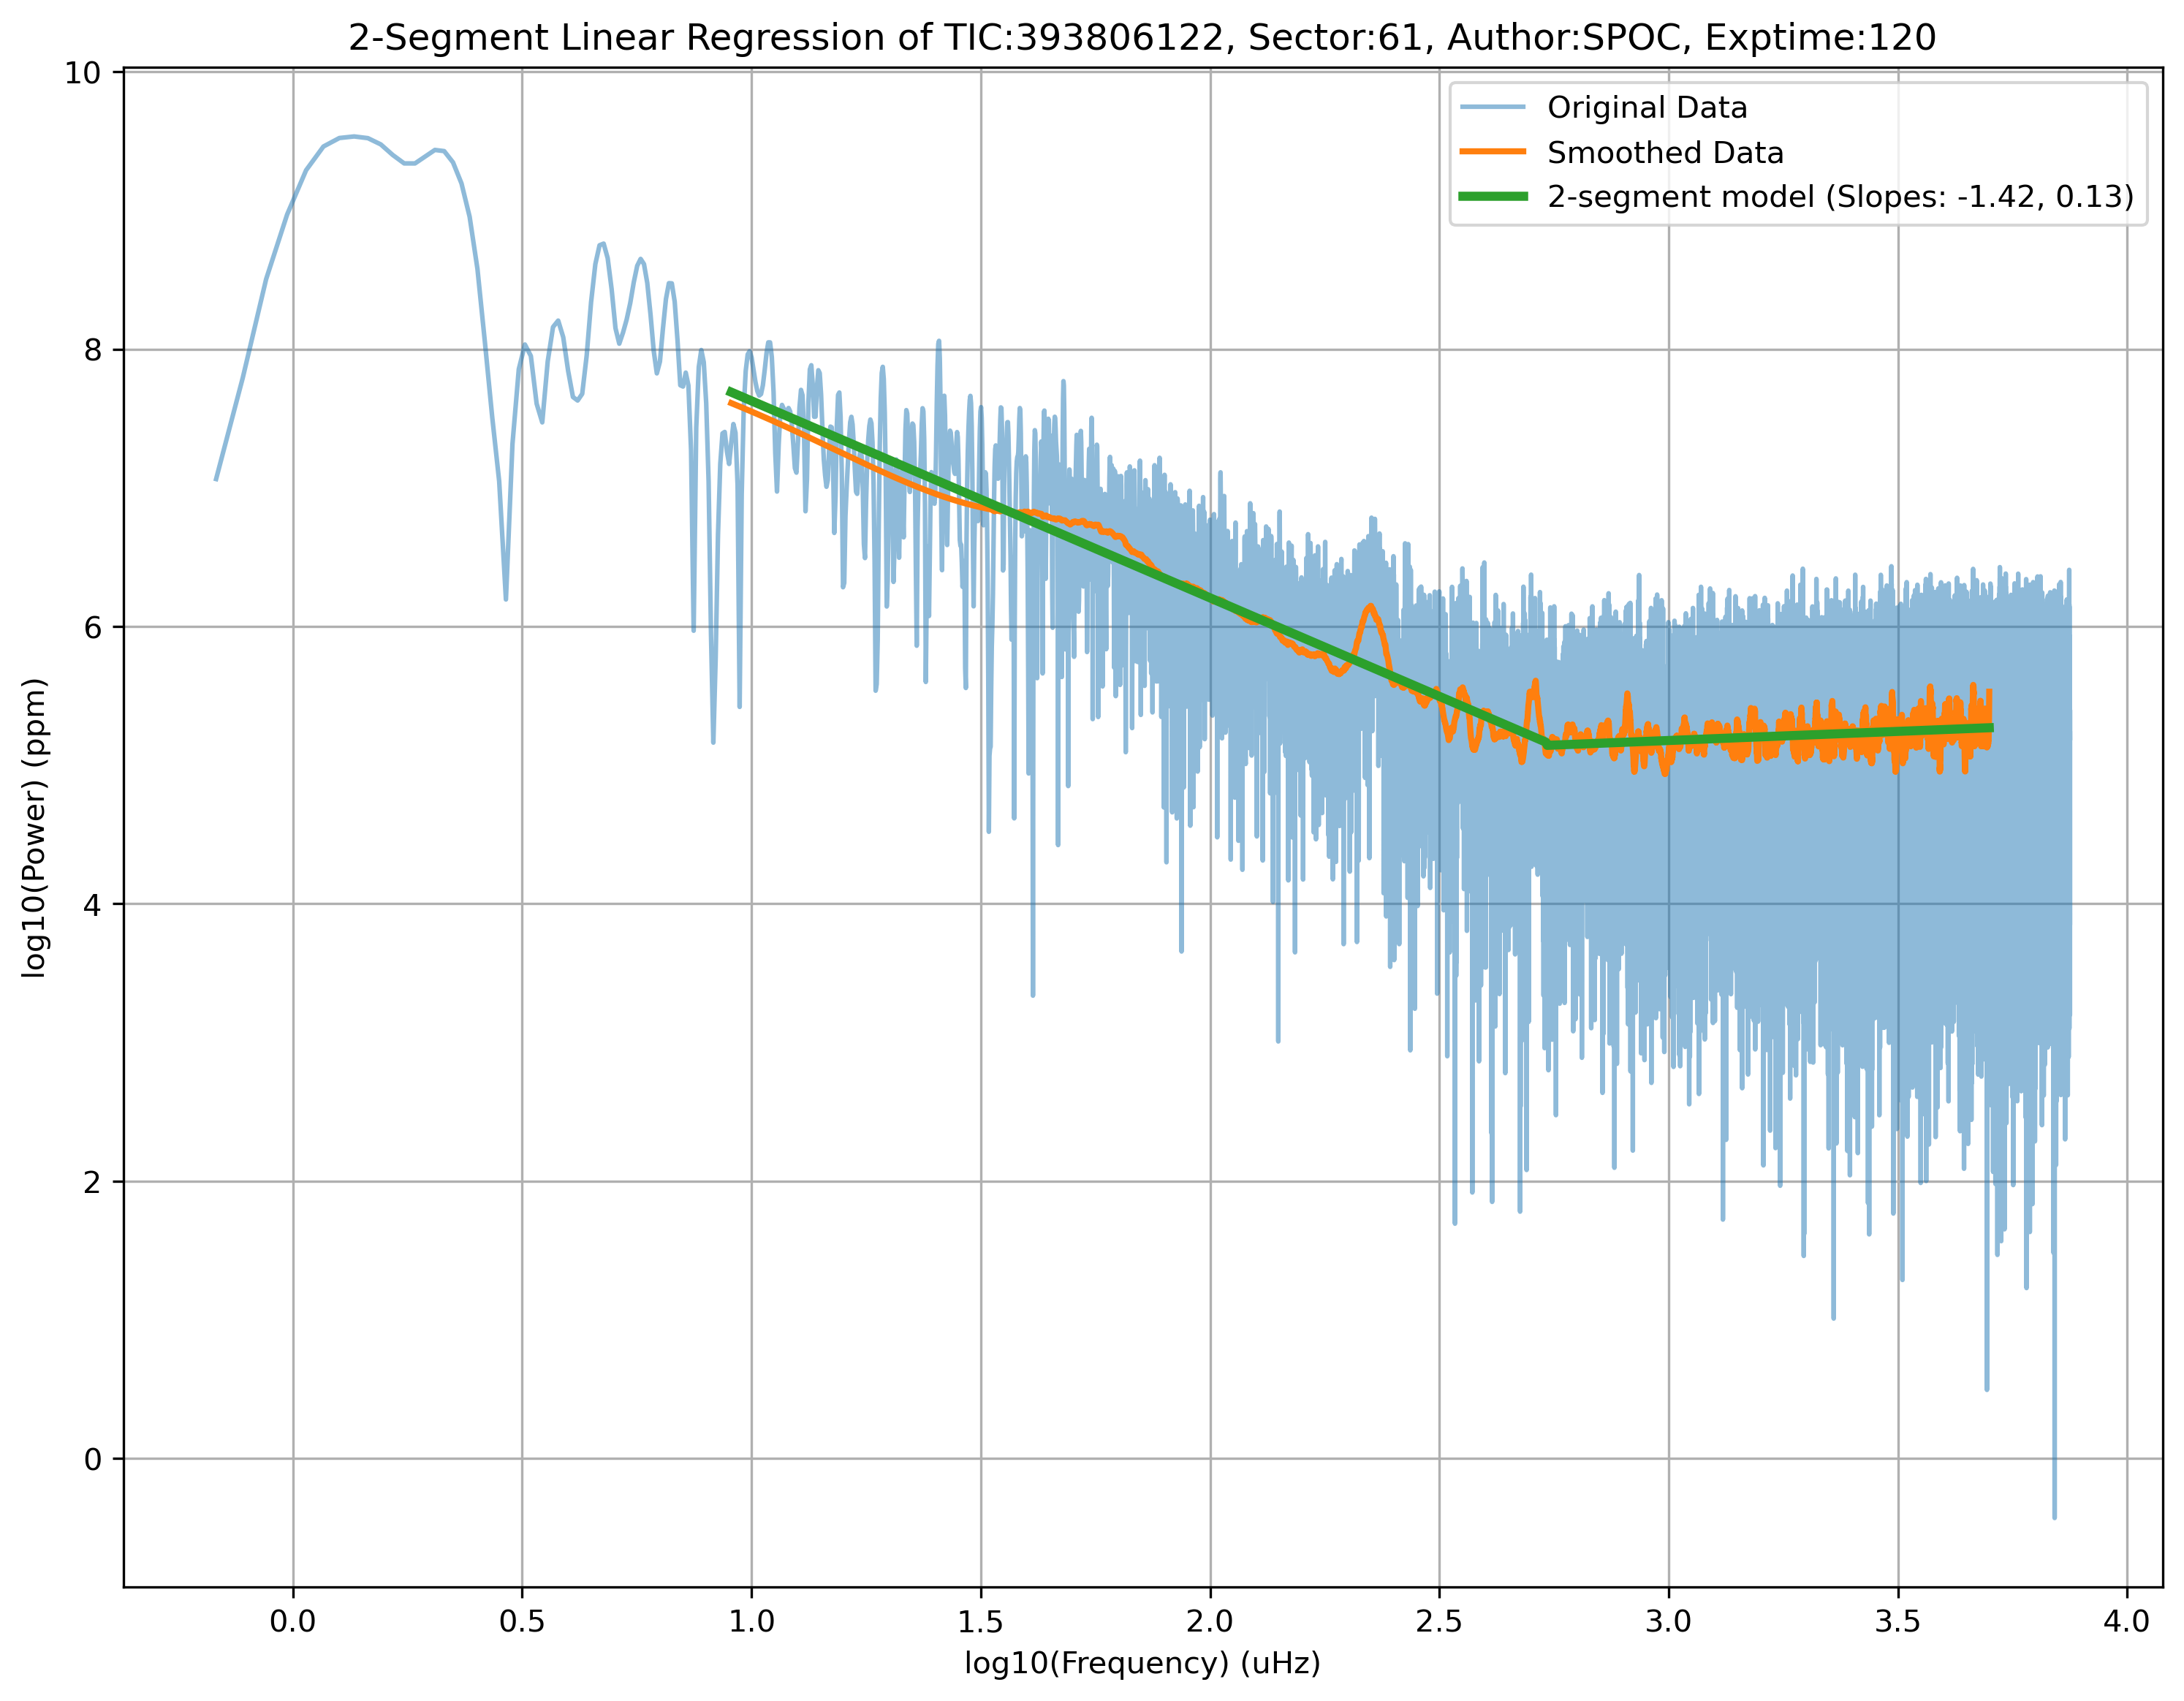 2-Segment Linear Regression of TIC:393806122, Sector:61, Author:SPOC, Exptime:120
Original Data
Smoothed Data
2-segment model (Slopes: -1.42, 0.13)
log10(Power) (ppm)
10
8
6
4
2
0
0.0 0.5 1.0 1.5 2.0 2.5 3.0 3.5 4.0
log10(Frequency) (uHz)